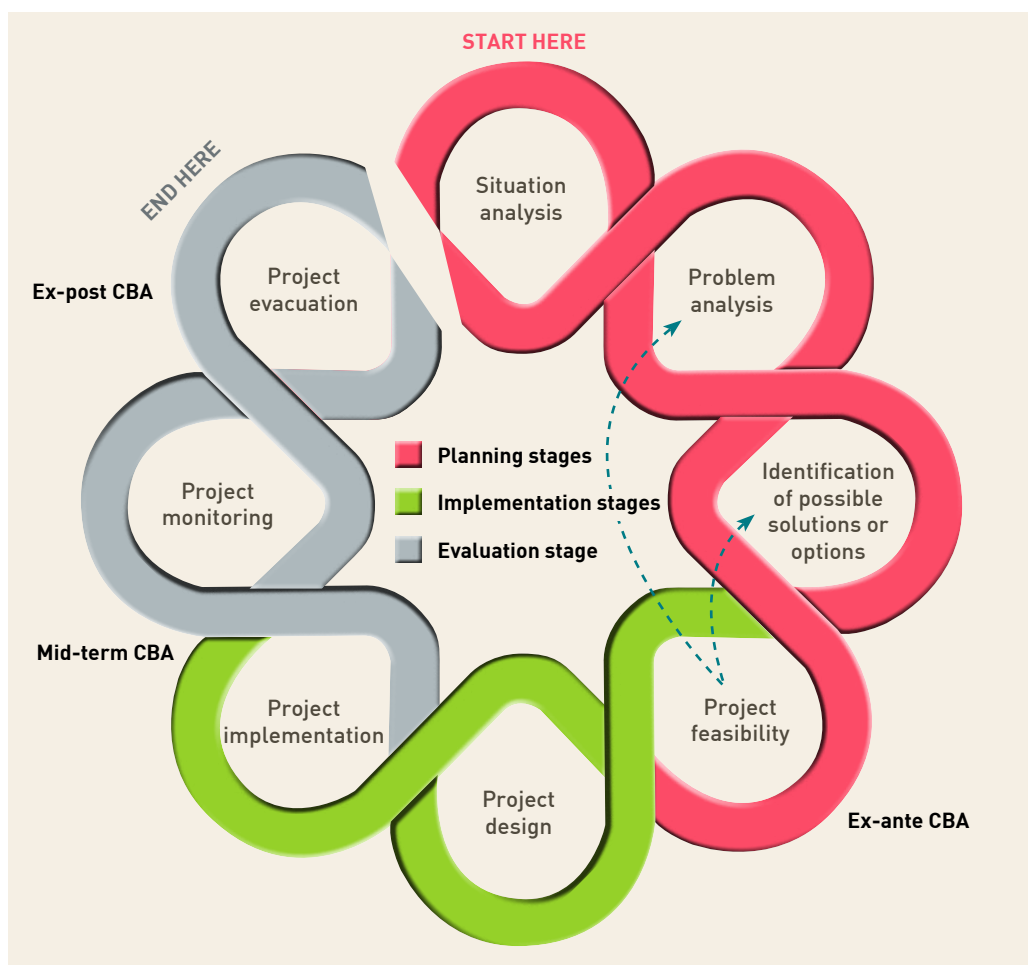 START HERE
Situation
analysis
Problem
analysis
Identification
of possible
solutions or
options
Project
feasibility
Ex-ante CBA
Project
design
Project
implementation
Mid-term CBA
Project
monitoring
Ex-post CBA
Project
evacuation
END HERE
Planning stages
Implementation stages
Evaluation stage